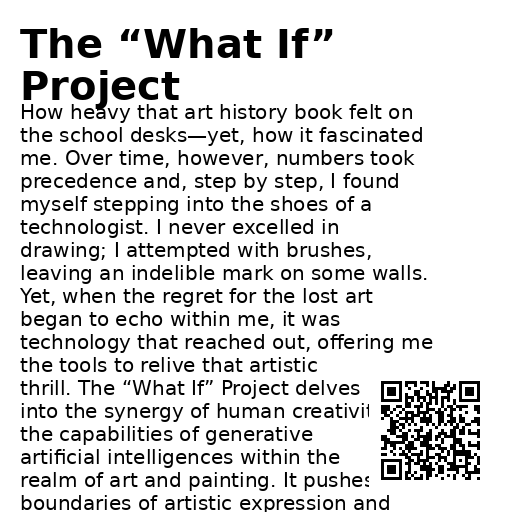 The “What If”
Project
How heavy that art history book felt on
the school desks—yet, how it fascinated
me. Over time, however, numbers took
precedence and, step by step, I found
myself stepping into the shoes of a
technologist. I never excelled in
drawing; I attempted with brushes,
leaving an indelible mark on some walls.
Yet, when the regret for the lost art
began to echo within me, it was
technology that reached out, offering me
the tools to relive that artistic
thrill. The “What If” Project delves
into the synergy of human creativit
the capabilities of generative
artificial intelligences within the
realm of art and painting. It pushes
boundaries of artistic expression and